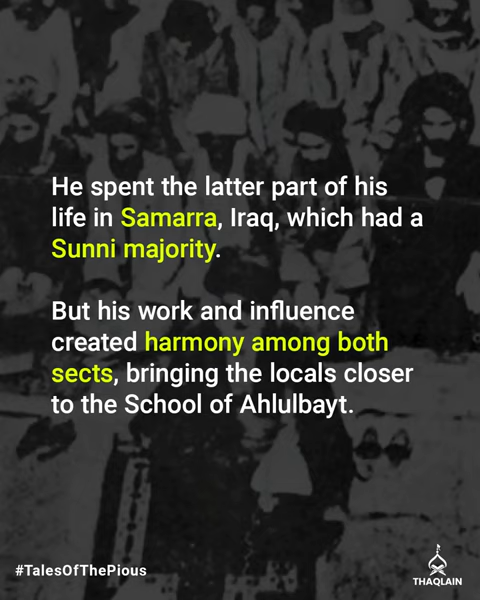 He spent the latter part of his
life in Samarra, Iraq, which had a
Sunni majority.
But his work and influence
created harmony among both
sects, bringing the locals closer
to the School of Ahlulbayt.
#TalesOfThePious
THAQLAIN